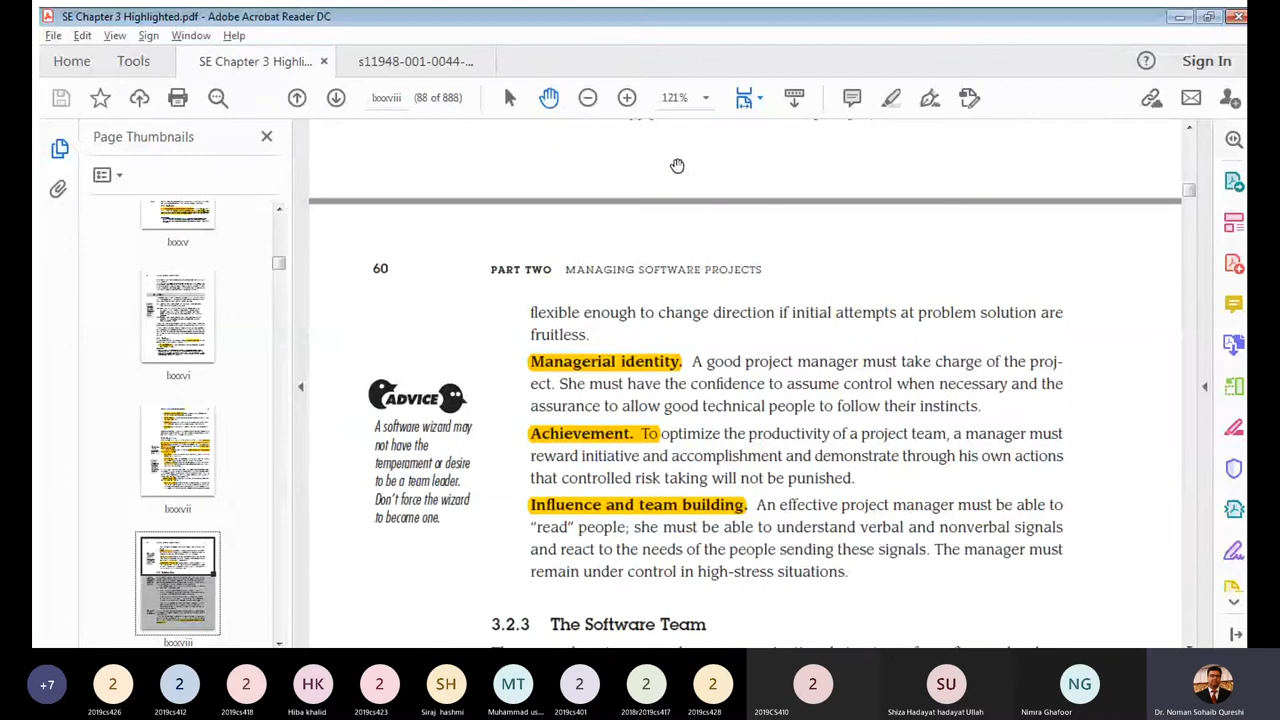 SE Chapter 3 Highlighted.pdf - Adobe Acrobat Reader DC
File Edit View Sign Window Help
Home Tools SE Chapter 3 Highli... × s11948-001-0044-... ? Sign In
lxxxviii (88 of 888) 121%
Page Thumbnails
lxxxv
lxxxvi
lxxxvii
lxxxviii
60 PART TWO MANAGING SOFTWARE PROJECTS
flexible enough to change direction if initial attempts at problem solution are
fruitless.
Managerial identity. A good project manager must take charge of the proj-
ect. She must have the confidence to assume control when necessary and the
assurance to allow good technical people to follow their instincts.
Achievement. To optimize the productivity of a project team, a manager must
reward initiative and accomplishment and demonstrate through his own actions
that controlled risk taking will not be punished.
Influence and team building. An effective project manager must be able to
“read” people; she must be able to understand verbal and nonverbal signals
and react to the needs of the people sending these signals. The manager must
remain under control in high-stress situations.
ADVICE
A software wizard may
not have the
temperament or desire
to be a team leader.
Don’t force the wizard
to become one.
3.2.3 The Software Team
+7 2 2 2 HK 2 SH MT 2 2 2 2 SU NG
2019cs426 2019cs412 2019cs418 Hiba khalid 2019cs423 Siraj hashmi Muhammad us... 2019cs401 2018r2019cs417 2019cs428 2019CS410 Shiza Hadayat hadayat Ullah Nimra Ghafoor Dr. Noman Sohaib Qureshi